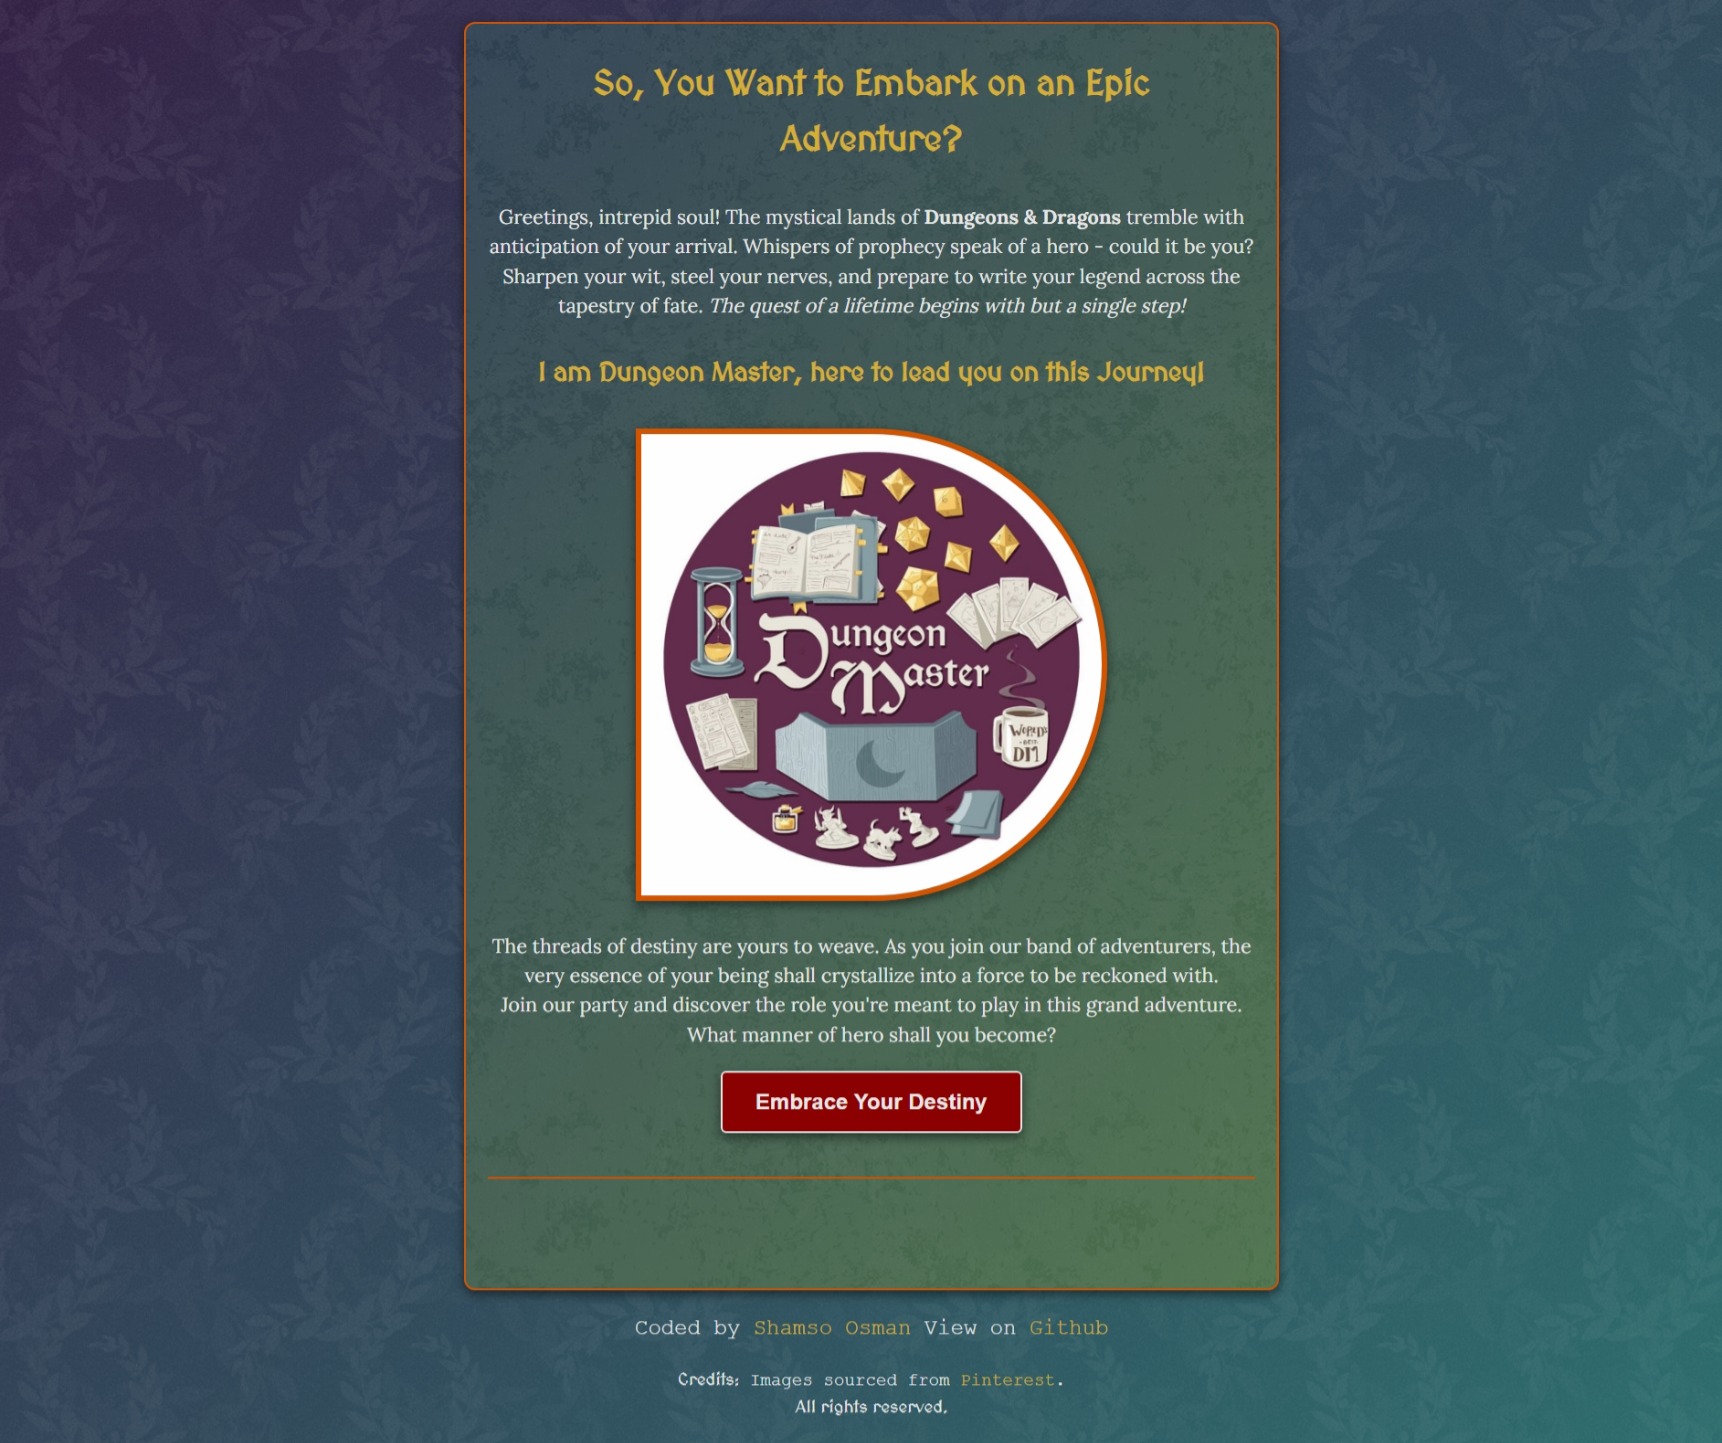 So, You Want to Embark on an Epic
Adventure?
Greetings, intrepid soul! The mystical lands of Dungeons & Dragons tremble with
anticipation of your arrival. Whispers of prophecy speak of a hero - could it be you?
Sharpen your wit, steel your nerves, and prepare to write your legend across the
tapestry of fate. The quest of a lifetime begins with but a single step!
I am Dungeon Master, here to lead you on this Journey!
Dungeon
Master
World's
DM
The threads of destiny are yours to weave. As you join our band of adventurers, the
very essence of your being shall crystallize into a force to be reckoned with.
Join our party and discover the role you're meant to play in this grand adventure.
What manner of hero shall you become?
Embrace Your Destiny
Coded by Shamso Osman View on Github
Credits: Images sourced from Pinterest.
All rights reserved.